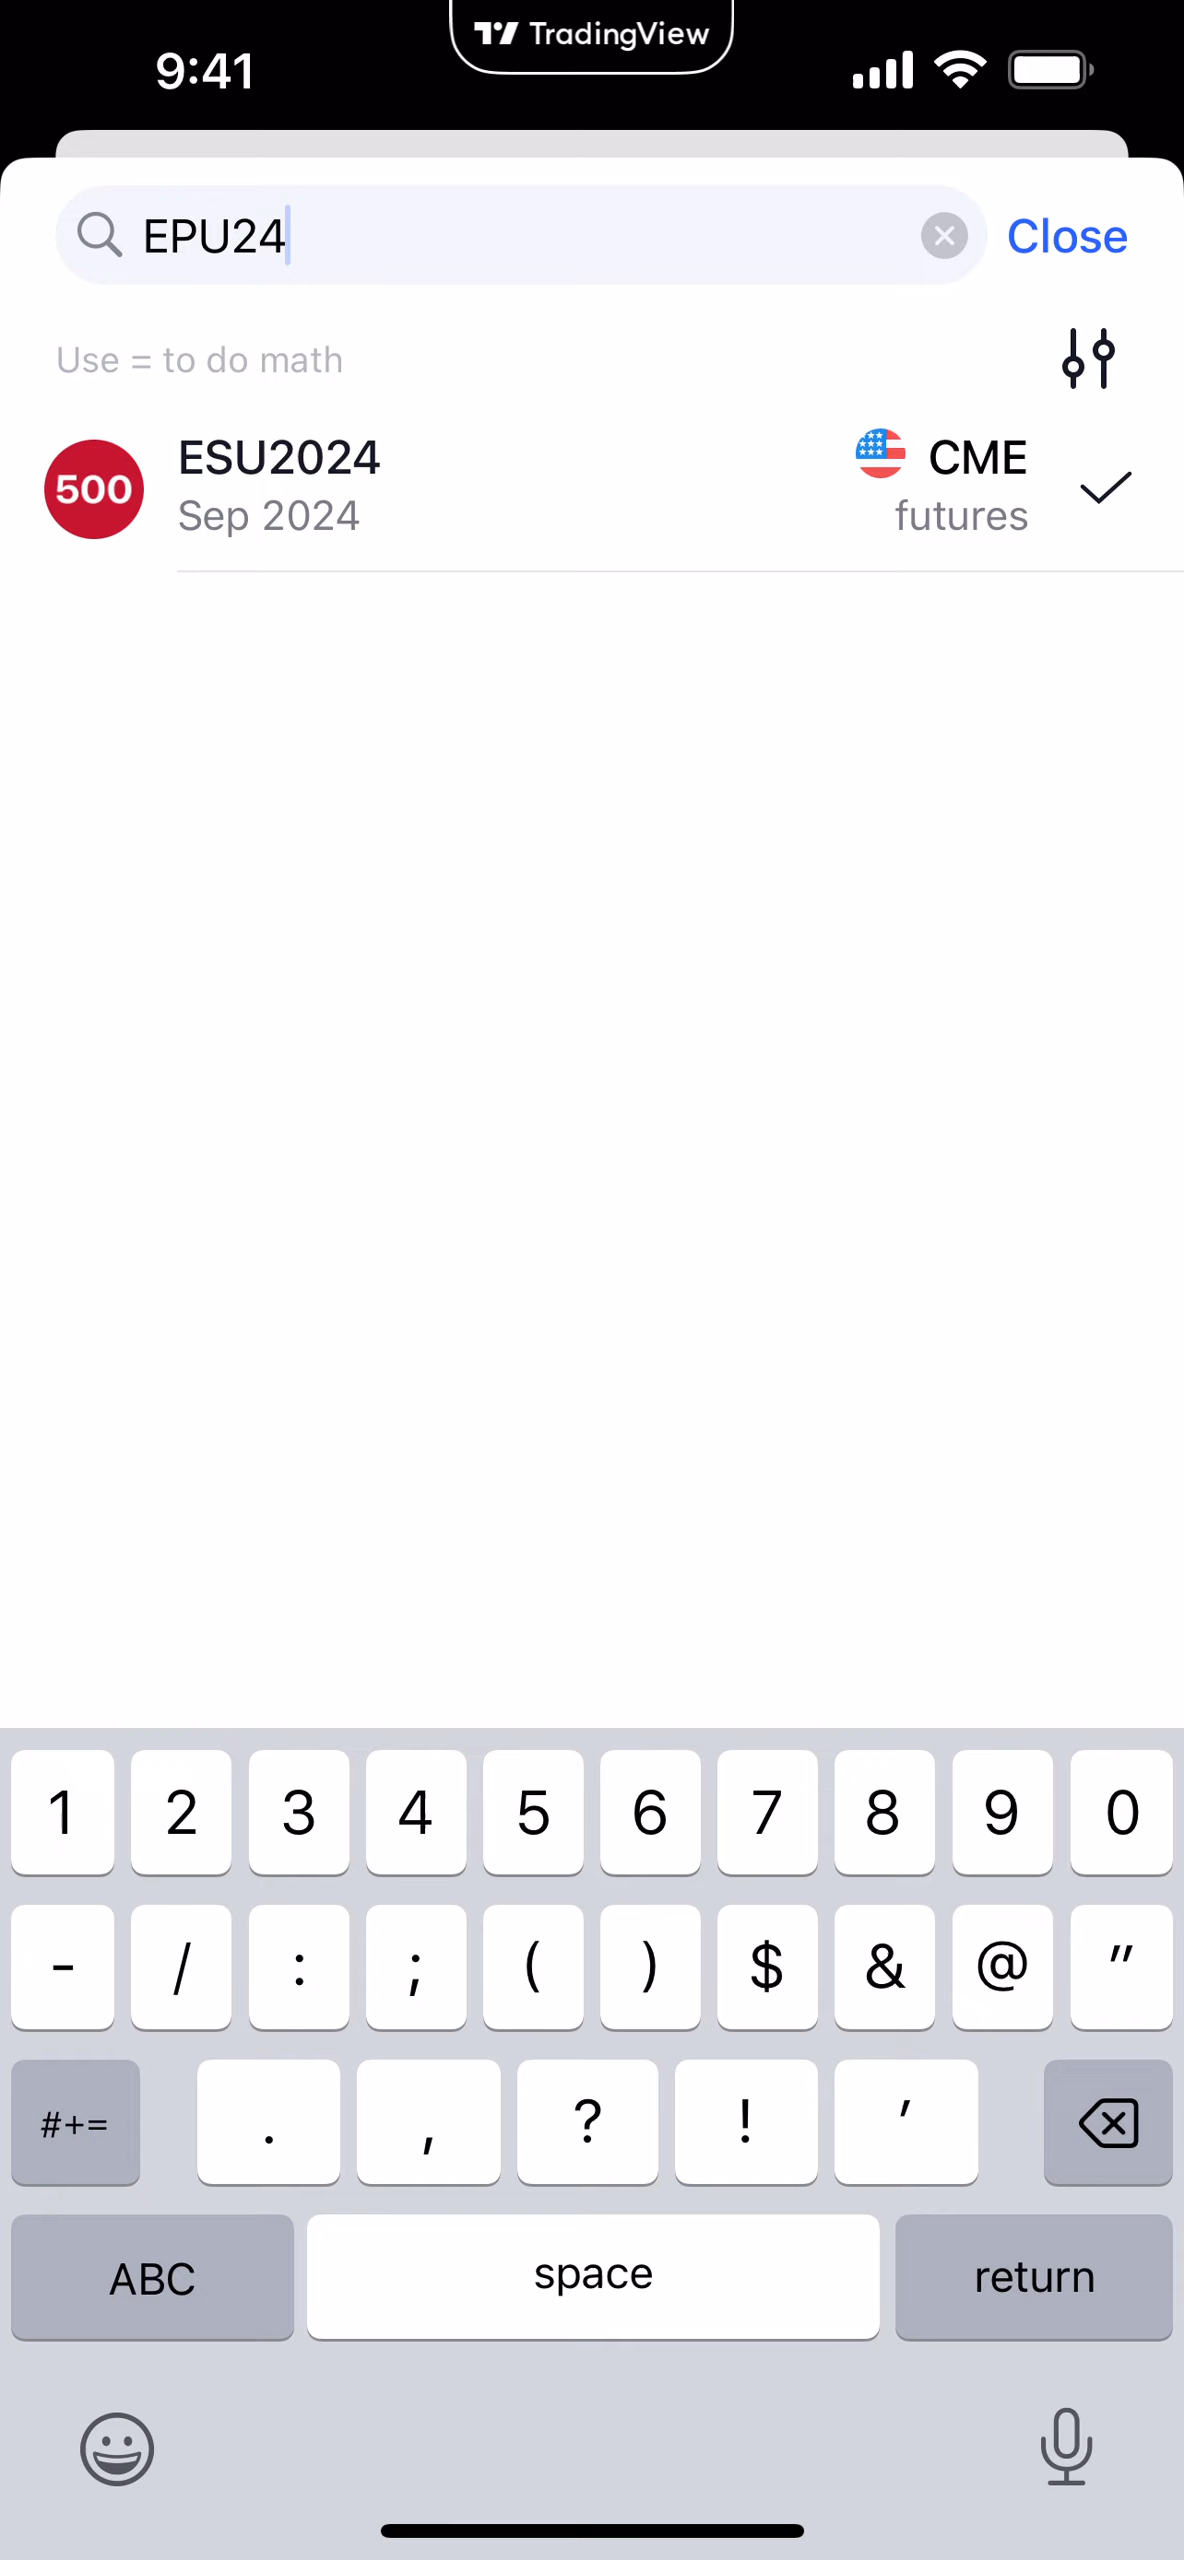 TradingView
9:41
EPU24
Close
Use = to do math
500
ESU2024
CME
Sep 2024
futures
1 2 3 4 5 6 7 8 9 0
- / : ; ( ) $ & @ "
#+= . , ? ! '
ABC space return